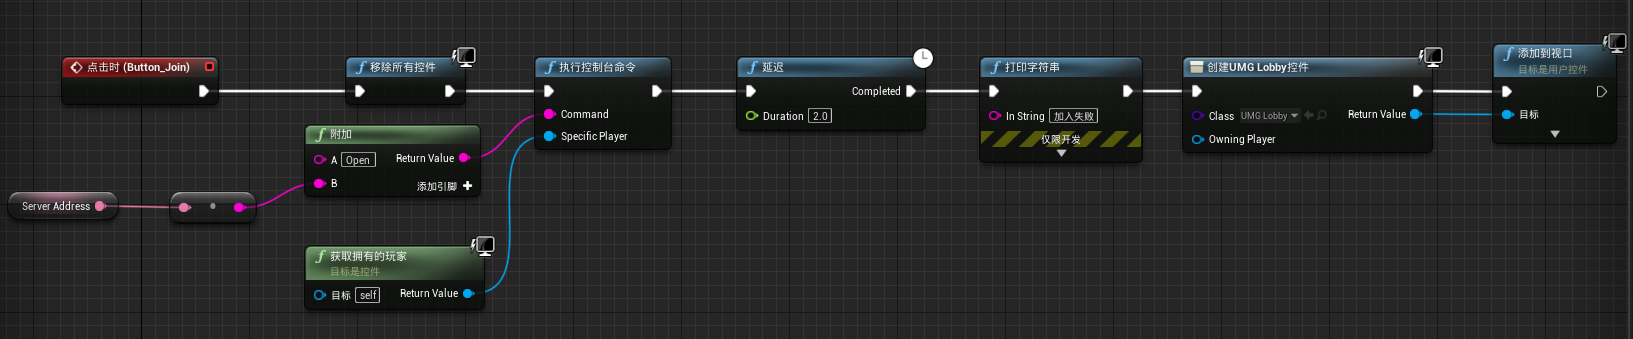 点击时 (Button_Join)
移除所有控件
执行控制台命令
Command
Specific Player
延迟
Completed
Duration 2.0
打印字符串
In String 加入失败
仅限开发
创建UMG Lobby控件
Class UMG Lobby
Return Value
Owning Player
添加到视口
目标是用户控件
目标
附加
A Open
Return Value
B
添加引脚
Server Address
获取拥有的玩家
目标是控件
目标 self
Return Value